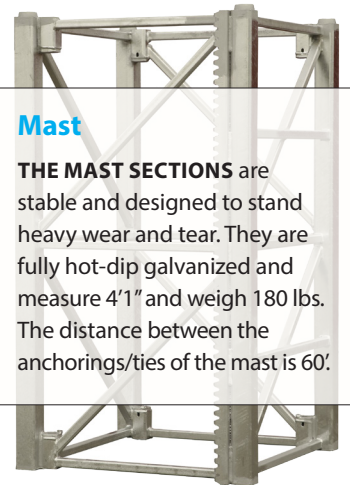 Mast
THE MAST SECTIONS are
stable and designed to stand
heavy wear and tear. They are
fully hot-dip galvanized and
measure 4’1” and weigh 180 lbs.
The distance between the
anchorings/ties of the mast is 60’.